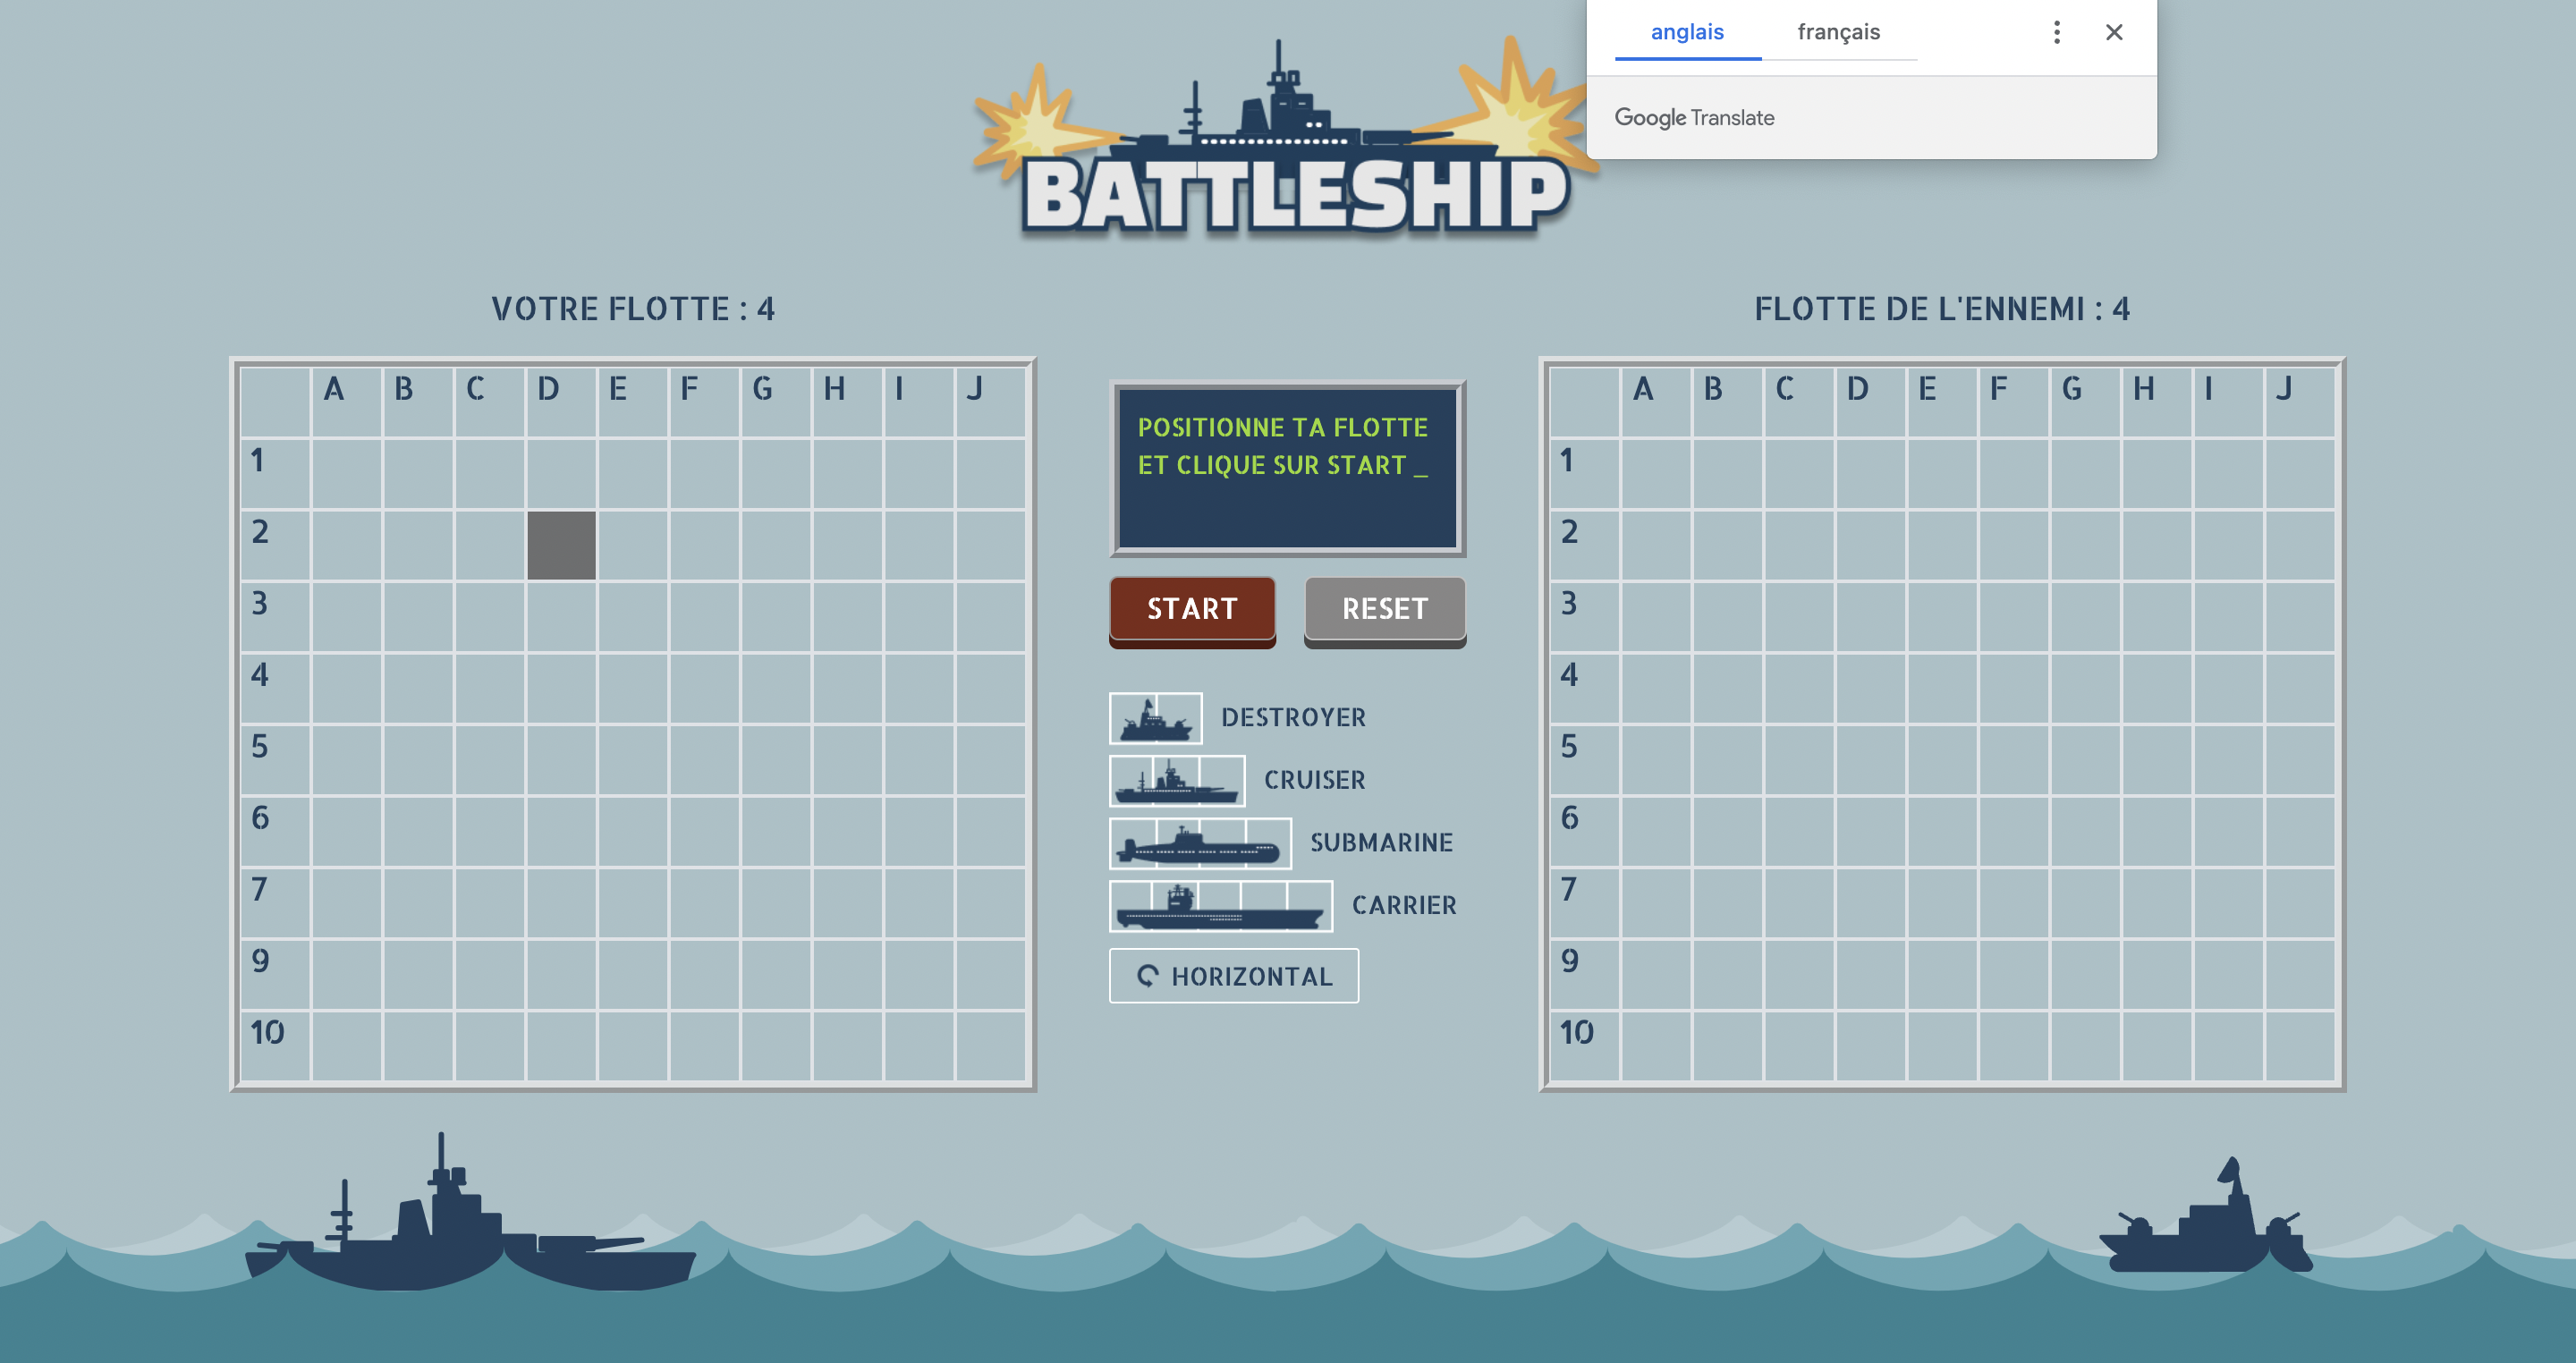 anglais français
Google Translate
BATTLESHIP
VOTRE FLOTTE : 4
FLOTTE DE L'ENNEMI : 4
A B C D E F G H I J
1
2
3
4
5
6
7
9
10
POSITIONNE TA FLOTTE
ET CLIQUE SUR START _
START RESET
DESTROYER
CRUISER
SUBMARINE
CARRIER
HORIZONTAL
A B C D E F G H I J
1
2
3
4
5
6
7
9
10